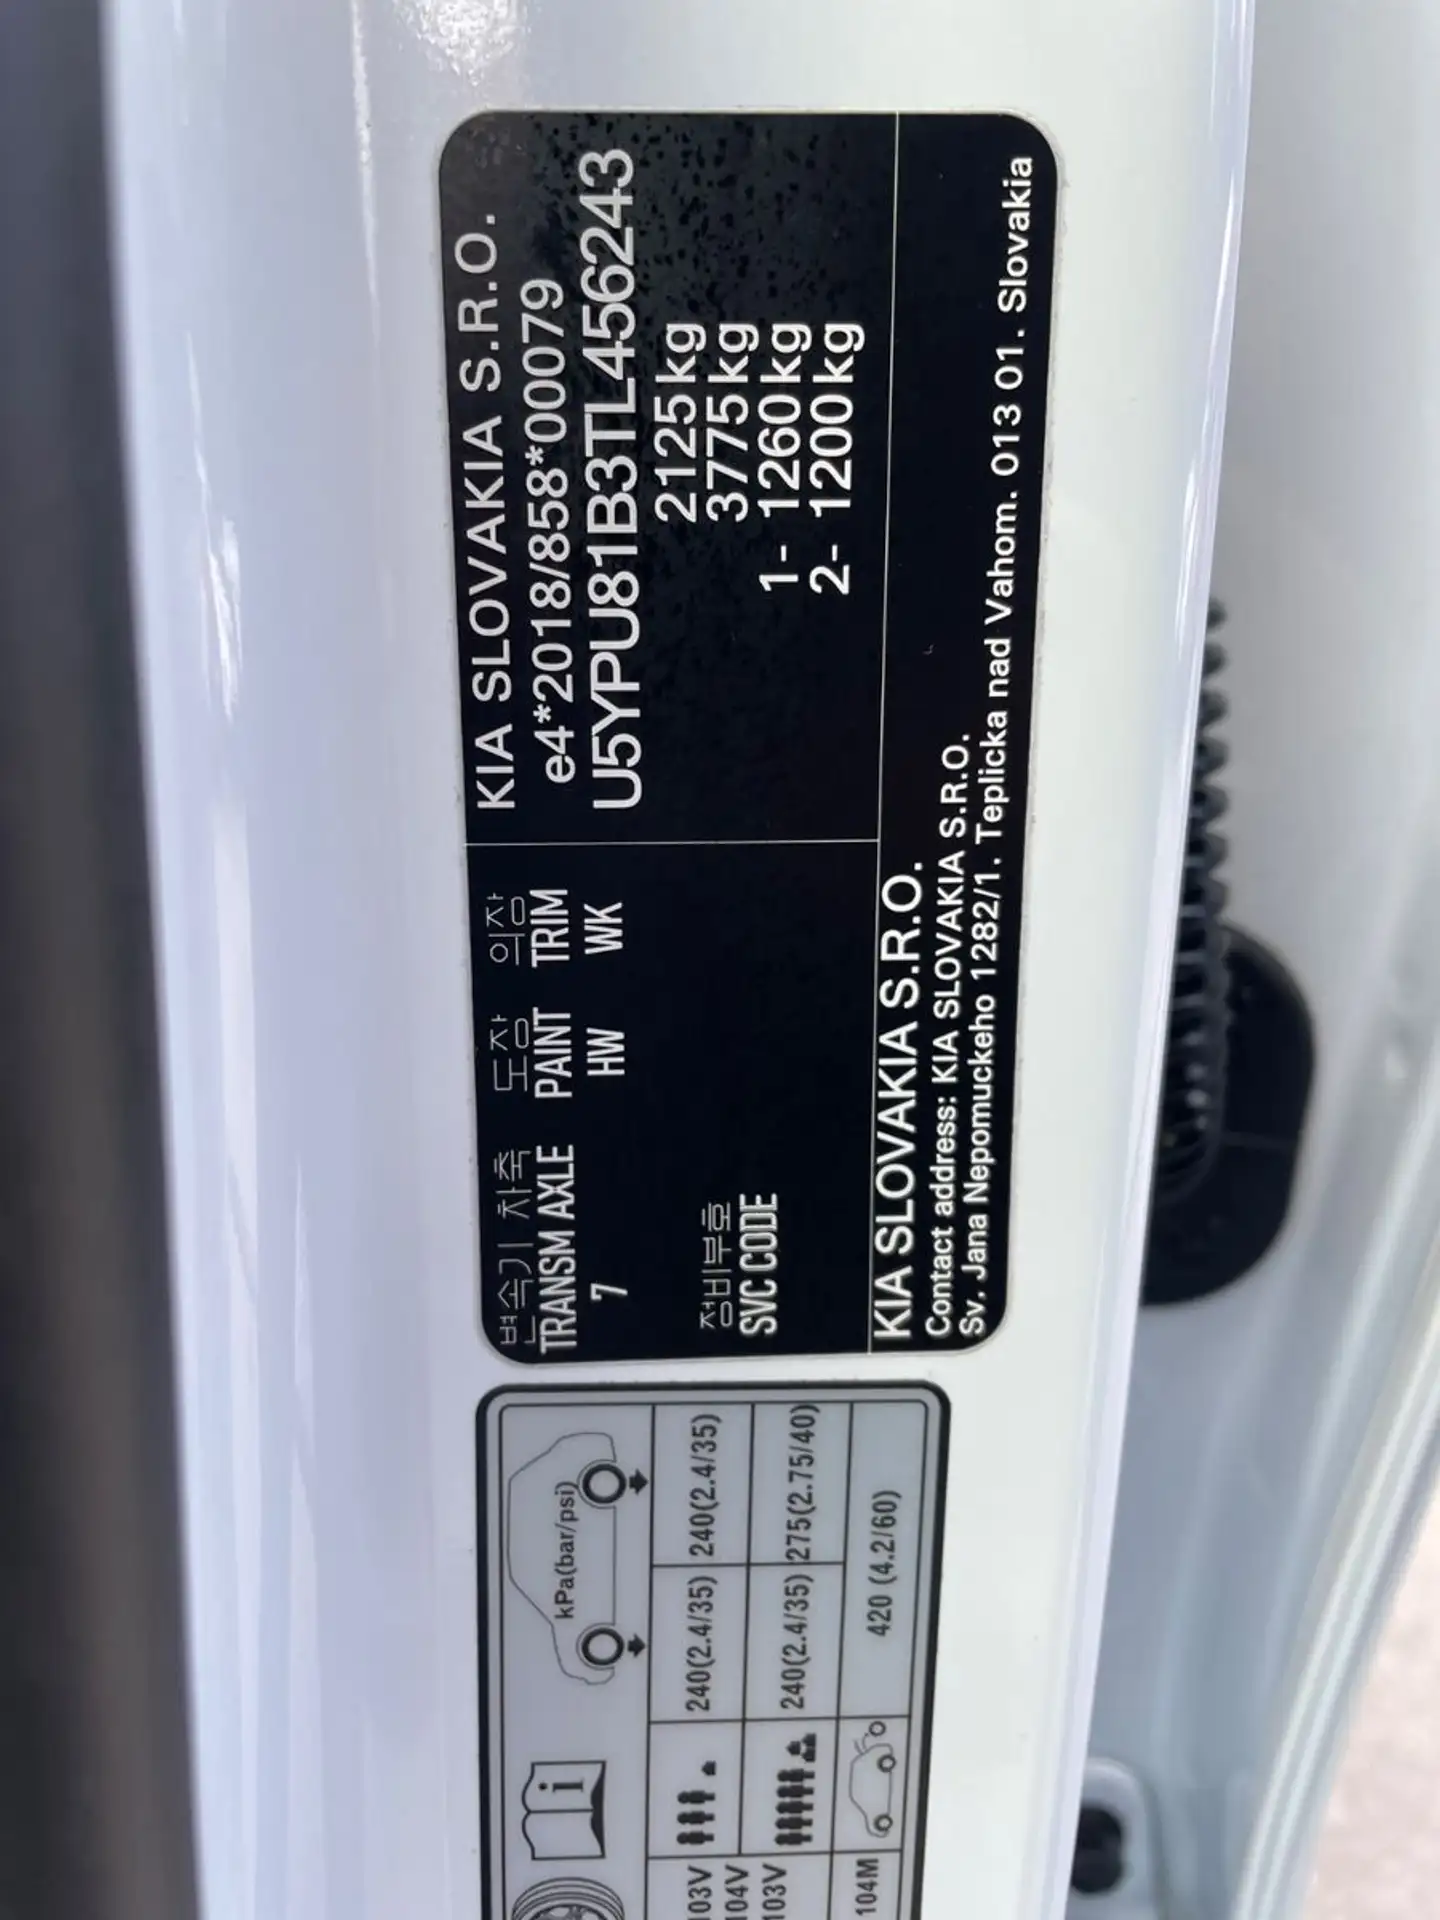 KIA SLOVAKIA S.R.O.
e4*2018/858*00079
U5YPU81B3TL456243
2125kg
3775kg
1- 1260kg
2- 1200kg
변속기 차축 도장 의장
TRANSM AXLE PAINT TRIM
7 HW WK
정비부호
SVC CODE
KIA SLOVAKIA S.R.O.
Contact address: KIA SLOVAKIA S.R.O.
Sv. Jana Nepomuckeho 1282/1. Teplicka nad Vahom. 013 01. Slovakia
i
kPa(bar/psi)
103V 240(2.4/35) 240(2.4/35)
104V
103V 240(2.4/35) 275(2.75/40)
104M 420 (4.2/60)